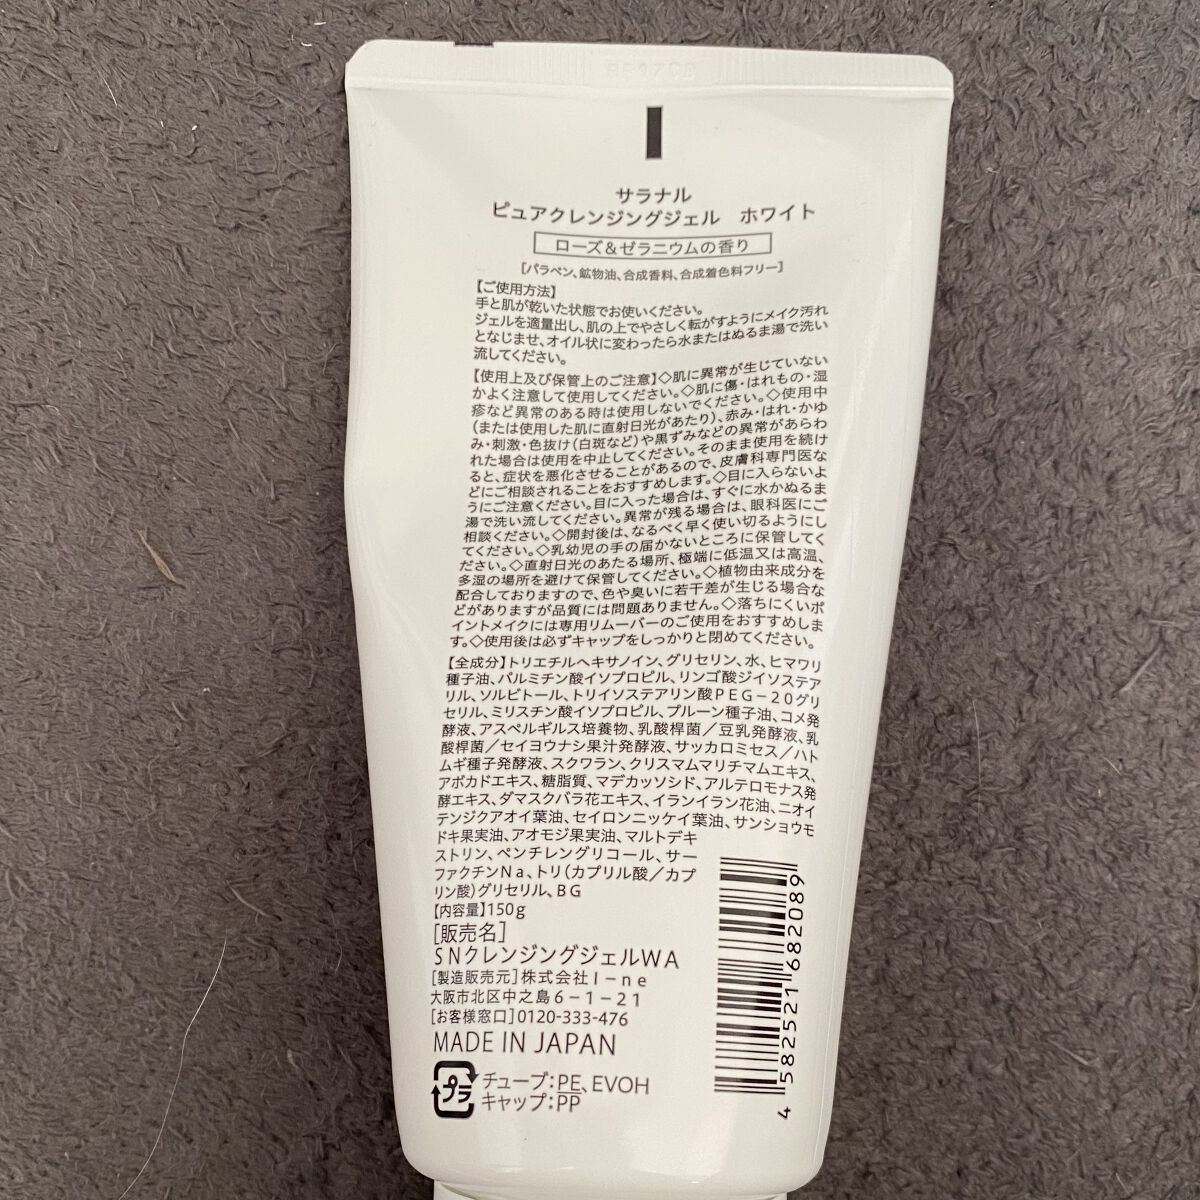 サラナル
ピュアクレンジングジェル ホワイト
ローズ&ゼラニウムの香り
[パラベン、鉱物油、合成香料、合成着色料フリー]
【ご使用方法】
手と肌が乾いた状態でお使いください。
ジェルを適量出し、肌の上でやさしく転がすようにメイク汚れ
となじませ、オイル状に変わったら水またはぬるま湯で洗い
流してください。
【使用上及び保管上のご注意】◇肌に異常が生じていない
かよく注意して使用してください。◇肌に傷・はれもの・湿
疹など異常のある時は使用しないでください。◇使用中
(または使用した肌に直射日光があたり)、赤み・はれ・かゆ
み・刺激・色抜け(白斑など)や黒ずみなどの異常があらわ
れた場合は使用を中止してください。そのまま使用を続け
ると、症状を悪化させることがあるので、皮膚科専門医な
どにご相談されることをおすすめします。◇目に入らないよ
うにご注意ください。目に入った場合は、すぐに水かぬるま
湯で洗い流してください。異常が残る場合は、眼科医にご
相談ください。◇開封後は、なるべく早く使い切るようにし
てください。◇乳幼児の手の届かないところに保管してく
ださい。◇直射日光のあたる場所、極端に低温又は高温、
多湿の場所を避けて保管してください。◇植物由来成分を
配合しておりますので、色や臭いに若干差が生じる場合な
どがありますが品質には問題ありません。◇落ちにくいポ
イントメイクには専用リムーバーのご使用をおすすめしま
す。◇使用後は必ずキャップをしっかりと閉めてください。
【全成分】トリエチルヘキサノイン、グリセリン、水、ヒマワリ
種子油、パルミチン酸イソプロピル、リンゴ酸ジイソステア
リル、ソルビトール、トリイソステアリン酸PEG-20グリ
セリル、ミリスチン酸イソプロピル、プルーン種子油、コメ発
酵液、アスペルギルス培養物、乳酸桿菌/豆乳発酵液、乳
酸桿菌/セイヨウナシ果汁発酵液、サッカロミセス/ハト
ムギ種子発酵液、スクワラン、クリスマムマリチマムエキス、
アボカドエキス、糖脂質、マデカッソシド、アルテロモナス発
酵エキス、ダマスクバラ花エキス、イランイラン花油、ニオイ
テンジクアオイ葉油、セイロンニッケイ葉油、サンショウモ
ドキ果実油、アオモジ果実油、マルトデキ
ストリン、ペンチレングリコール、サー
ファクチンNa、トリ(カプリル酸/カプ
リン酸)グリセリル、BG
【内容量】150g
[販売名]
SNクレンジングジェルWA
[製造販売元]株式会社I-ne
大阪市北区中之島6-1-21
[お客様窓口]0120-333-476
MADE IN JAPAN
プラ チューブ:PE、EVOH
キャップ:PP
4582521682089